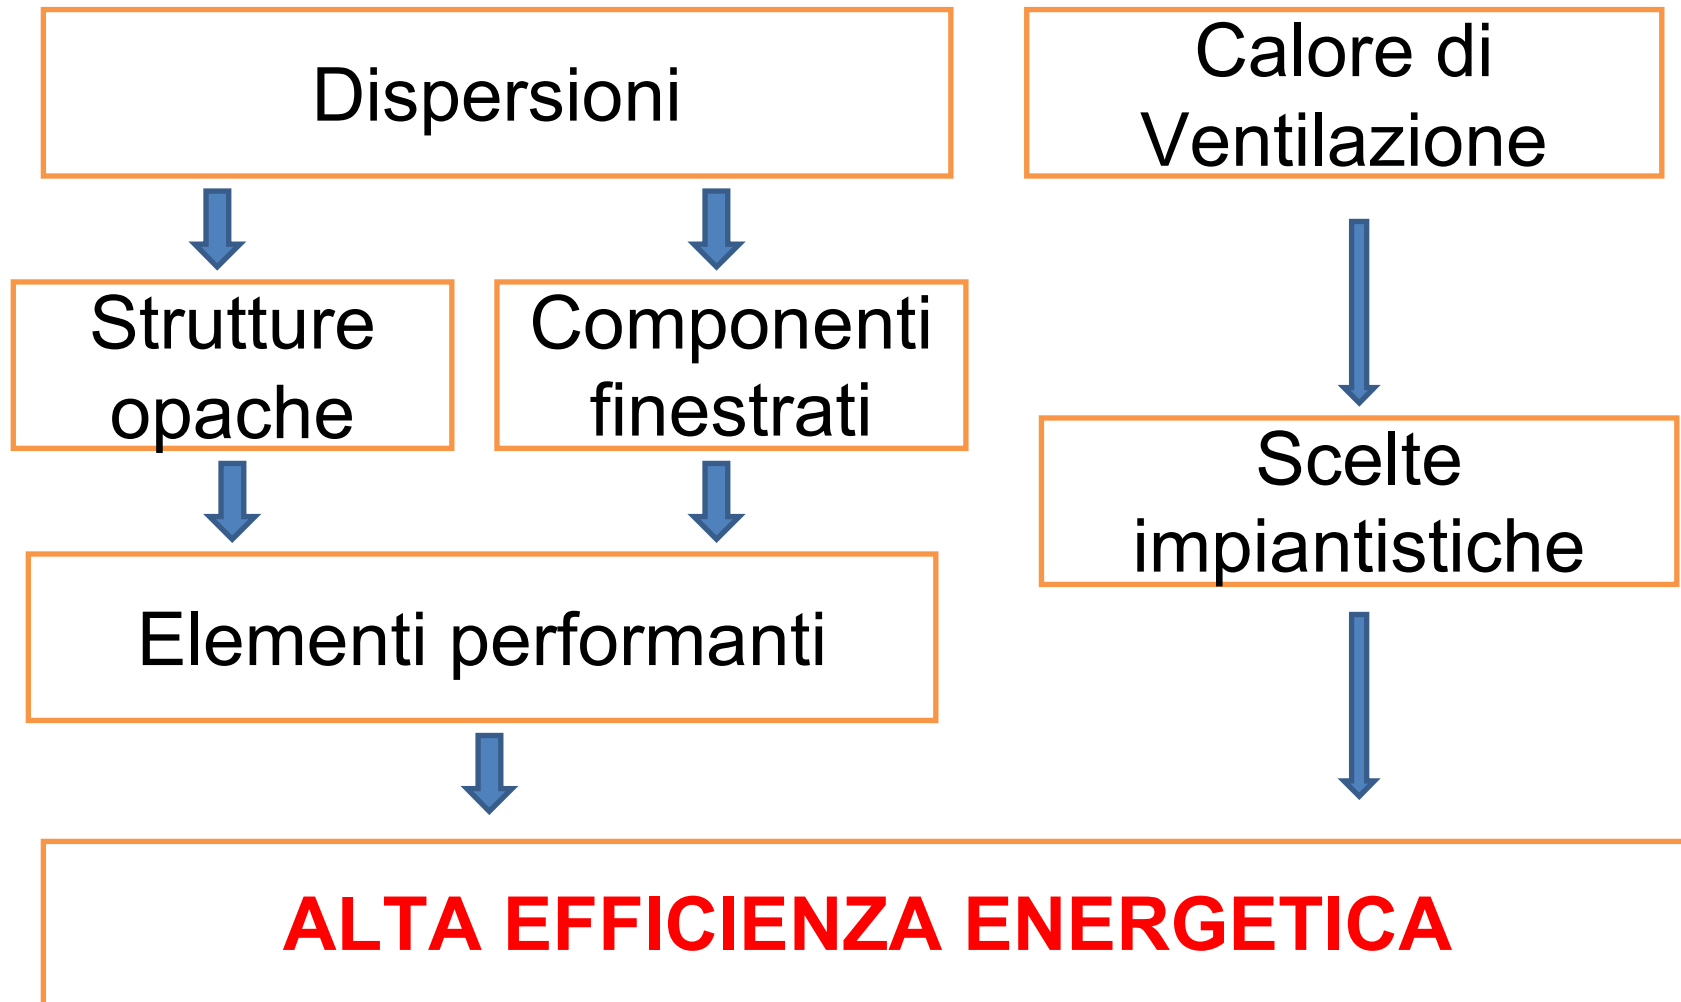 Dispersioni
Calore di
Ventilazione
Strutture
opache
Componenti
finestrati
Scelte
impiantistiche
Elementi performanti
ALTA EFFICIENZA ENERGETICA